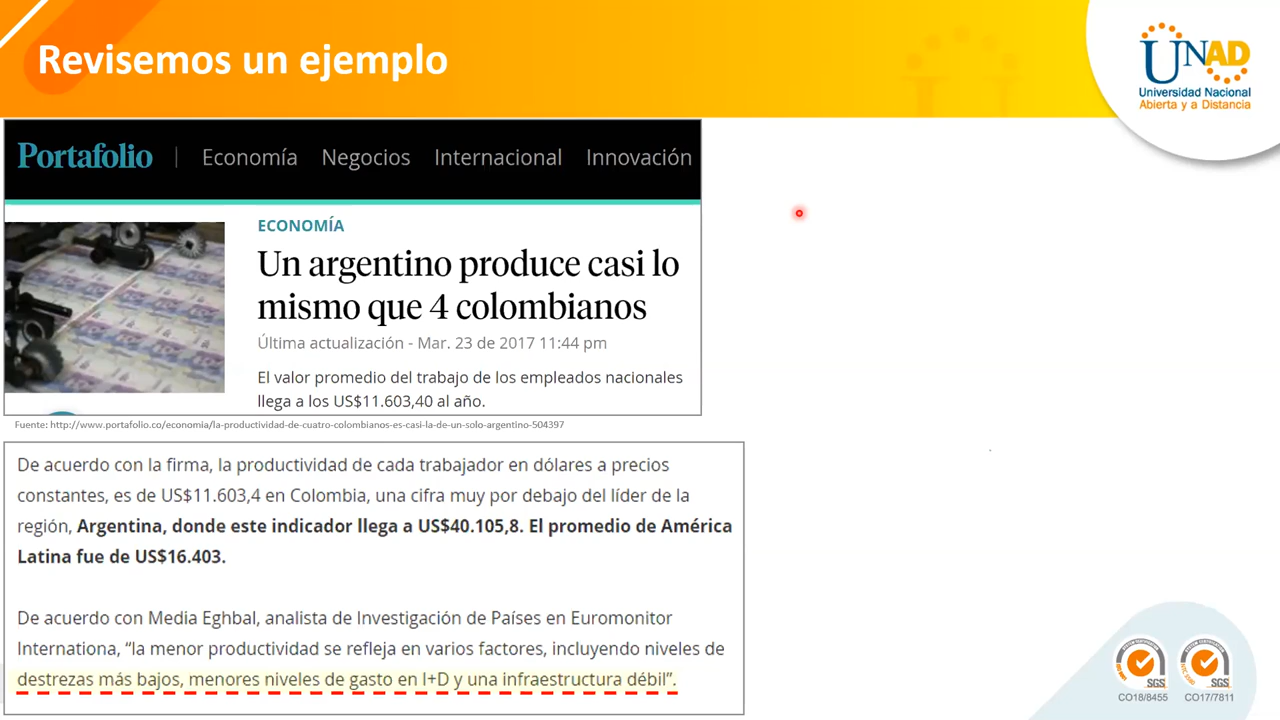 Revisemos un ejemplo
UNAD
Universidad Nacional
Abierta y a Distancia
Portafolio | Economía Negocios Internacional Innovación
ECONOMÍA
Un argentino produce casi lo
mismo que 4 colombianos
Última actualización - Mar. 23 de 2017 11:44 pm
El valor promedio del trabajo de los empleados nacionales
llega a los US$11.603,40 al año.
Fuente: http://www.portafolio.co/economia/la-productividad-de-cuatro-colombianos-es-casi-la-de-un-solo-argentino-504397
De acuerdo con la firma, la productividad de cada trabajador en dólares a precios
constantes, es de US$11.603,4 en Colombia, una cifra muy por debajo del líder de la
región, Argentina, donde este indicador llega a US$40.105,8. El promedio de América
Latina fue de US$16.403.
De acuerdo con Media Eghbal, analista de Investigación de Países en Euromonitor
Internationa, “la menor productividad se refleja en varios factores, incluyendo niveles de
destrezas más bajos, menores niveles de gasto en I+D y una infraestructura débil”.
SGS SGS
CO18/8455 CO17/7811